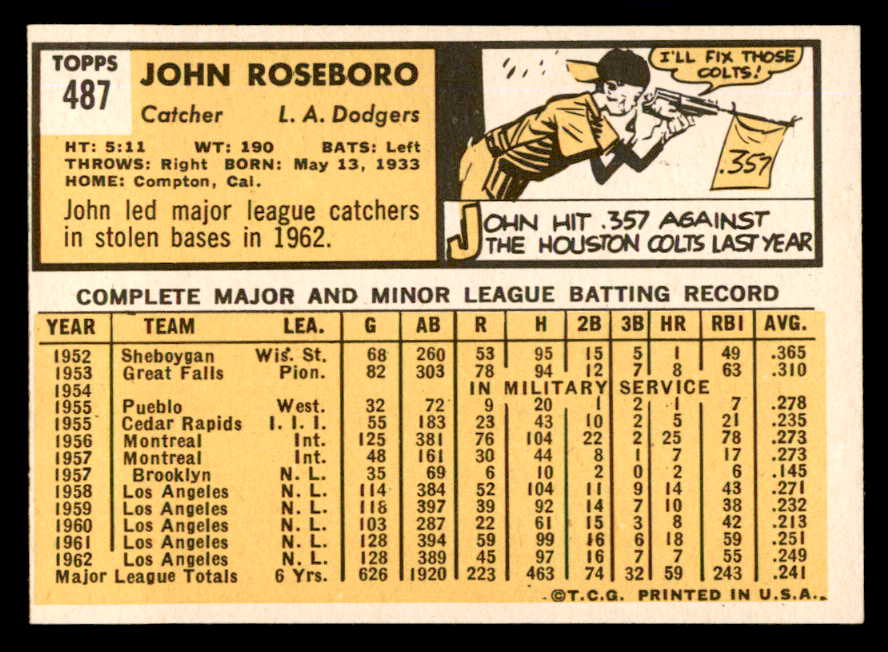 TOPPS
487
JOHN ROSEBORO
Catcher L. A. Dodgers
HT: 5:11 WT: 190 BATS: Left
THROWS: Right BORN: May 13, 1933
HOME: Compton, Cal.
John led major league catchers
in stolen bases in 1962.
I'LL FIX THOSE
COLTS!
.357
JOHN HIT .357 AGAINST
THE HOUSTON COLTS LAST YEAR
COMPLETE MAJOR AND MINOR LEAGUE BATTING RECORD
YEAR TEAM LEA. G AB R H 2B 3B HR RBI AVG.
1952 Sheboygan Wis. St. 68 260 53 95 15 5 1 49 .365
1953 Great Falls Pion. 82 303 78 94 12 7 8 63 .310
1954 IN MILITARY SERVICE
1955 Pueblo West. 32 72 9 20 1 2 1 7 .278
1955 Cedar Rapids I. I. I. 55 183 23 43 10 2 5 21 .235
1956 Montreal Int. 125 381 76 104 22 2 25 78 .273
1957 Montreal Int. 48 161 30 44 8 1 7 17 .273
1957 Brooklyn N. L. 35 69 6 10 2 0 2 6 .145
1958 Los Angeles N. L. 114 384 52 104 11 9 14 43 .271
1959 Los Angeles N. L. 118 397 39 92 14 7 10 38 .232
1960 Los Angeles N. L. 103 287 22 61 15 3 8 42 .213
1961 Los Angeles N. L. 128 394 59 99 16 6 18 59 .251
1962 Los Angeles N. L. 128 389 45 97 16 7 7 55 .249
Major League Totals 6 Yrs. 626 1920 223 463 74 32 59 243 .241
©T.C.G. PRINTED IN U.S.A.